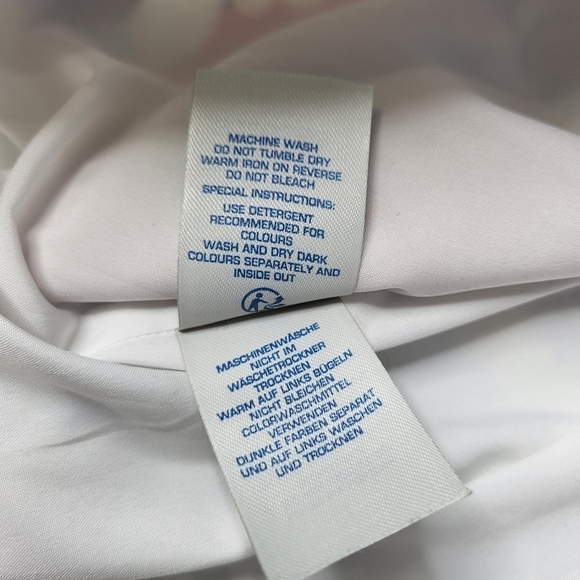 MACHINE WASH
DO NOT TUMBLE DRY
WARM IRON ON REVERSE
DO NOT BLEACH
SPECIAL INSTRUCTIONS:
USE DETERGENT
RECOMMENDED FOR
COLOURS
WASH AND DRY DARK
COLOURS SEPARATELY AND
INSIDE OUT
MASCHINENWÄSCHE
NICHT IM
WÄSCHETROCKNER
TROCKNEN
WARM AUF LINKS BÜGELN
NICHT BLEICHEN
COLORWASCHMITTEL
VERWENDEN
DUNKLE FARBEN SEPARAT
UND AUF LINKS WASCHEN
UND TROCKNEN